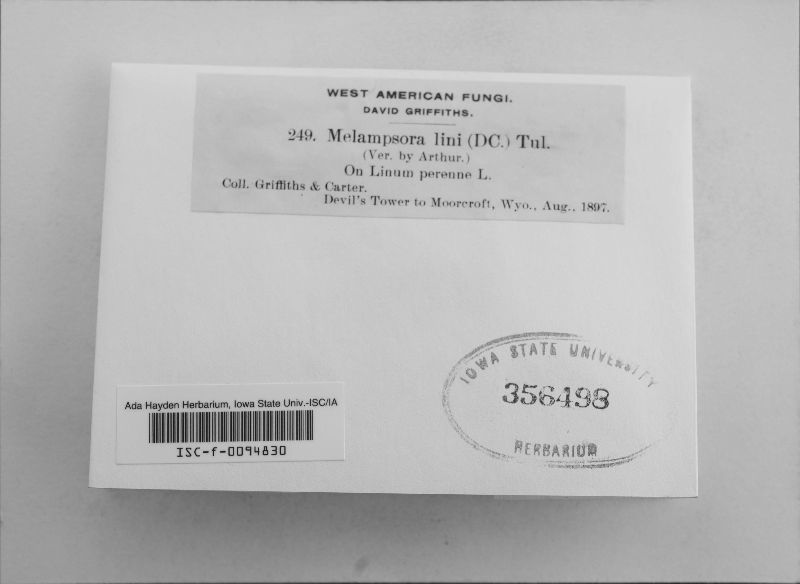 WEST AMERICAN FUNGI.
DAVID GRIFFITHS.
249. Melampsora lini (DC.) Tul.
(Ver. by Arthur.)
On Linum perenne L.
Coll. Griffiths & Carter.
Devil's Tower to Moorcroft, Wyo., Aug., 1897.
IOWA STATE UNIVERSITY
356498
HERBARIUM
Ada Hayden Herbarium, Iowa State Univ.-ISC/IA
ISC-f-0094830